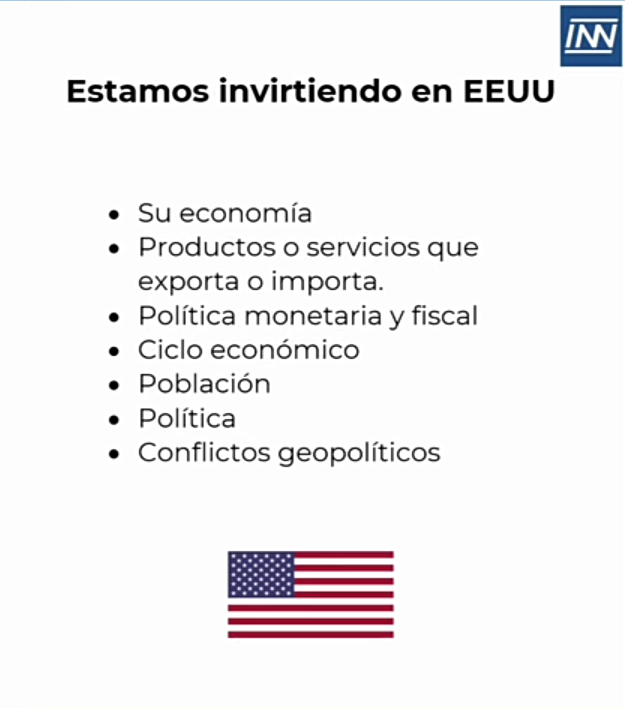 INN
Estamos invirtiendo en EEUU
• Su economía
• Productos o servicios que
exporta o importa.
• Política monetaria y fiscal
• Ciclo económico
• Población
• Política
• Conflictos geopolíticos